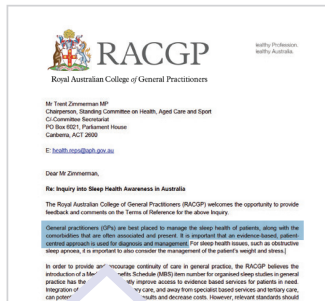 RACGP
Healthy Profession.
Healthy Australia.
Royal Australian College of General Practitioners
Mr Trent Zimmerman MP
Chairperson, Standing Committee on Health, Aged Care and Sport
C/-Committee Secretariat
PO Box 6021, Parliament House
Canberra, ACT 2600
E: health.reps@aph.gov.au
Dear Mr Zimmerman,
Re: Inquiry into Sleep Health Awareness in Australia
The Royal Australian College of General Practitioners (RACGP) welcomes the opportunity to provide
feedback and comments on the Terms of Reference for the above Inquiry.
General practitioners (GPs) are best placed to manage the sleep health of patients, along with the
comorbidities that are often associated and present. It is important that an evidence-based, patient-
centred approach is used for diagnosis and management. For sleep health issues, such as obstructive
sleep apnoea, it is important to also consider the management of the patient's weight and stress.
In order to provide and encourage continuity of care in general practice, the RACGP believes the
introduction of a Benefits Schedule (MBS) item number for organised sleep studies in general
practice has the improve access to evidence based services for patients in need.
Integration of care, and away from specialist based services and tertiary care,
can results and decrease costs. However, relevant standards should